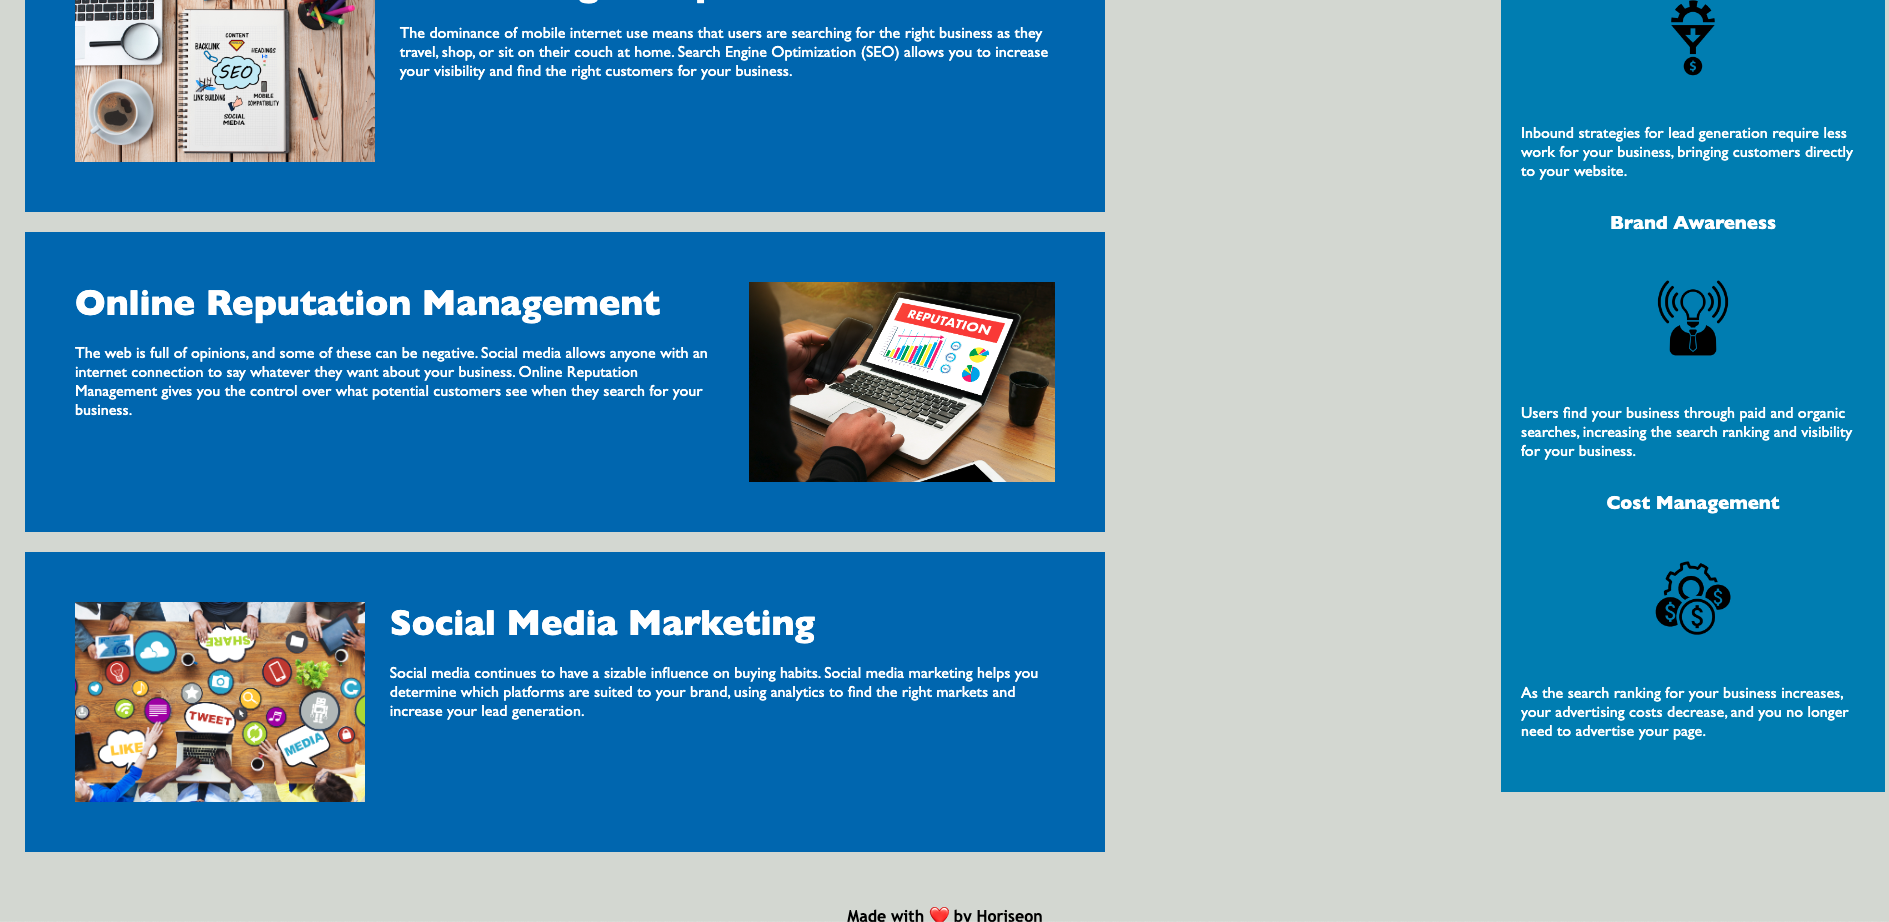 CONTENT
BACKLINK
HEADINGS
SEO
LINK BUILDING
MOBILE
COMPATIBILITY
SOCIAL
MEDIA
The dominance of mobile internet use means that users are searching for the right business as they
travel, shop, or sit on their couch at home. Search Engine Optimization (SEO) allows you to increase
your visibility and find the right customers for your business.
Online Reputation Management
The web is full of opinions, and some of these can be negative. Social media allows anyone with an
internet connection to say whatever they want about your business. Online Reputation
Management gives you the control over what potential customers see when they search for your
business.
REPUTATION
SHARE
TWEET
LIKE
MEDIA
Social Media Marketing
Social media continues to have a sizable influence on buying habits. Social media marketing helps you
determine which platforms are suited to your brand, using analytics to find the right markets and
increase your lead generation.
$
Inbound strategies for lead generation require less
work for your business, bringing customers directly
to your website.
Brand Awareness
Users find your business through paid and organic
searches, increasing the search ranking and visibility
for your business.
Cost Management
$ $ $
As the search ranking for your business increases,
your advertising costs decrease, and you no longer
need to advertise your page.
Made with ❤️ by Horiseon